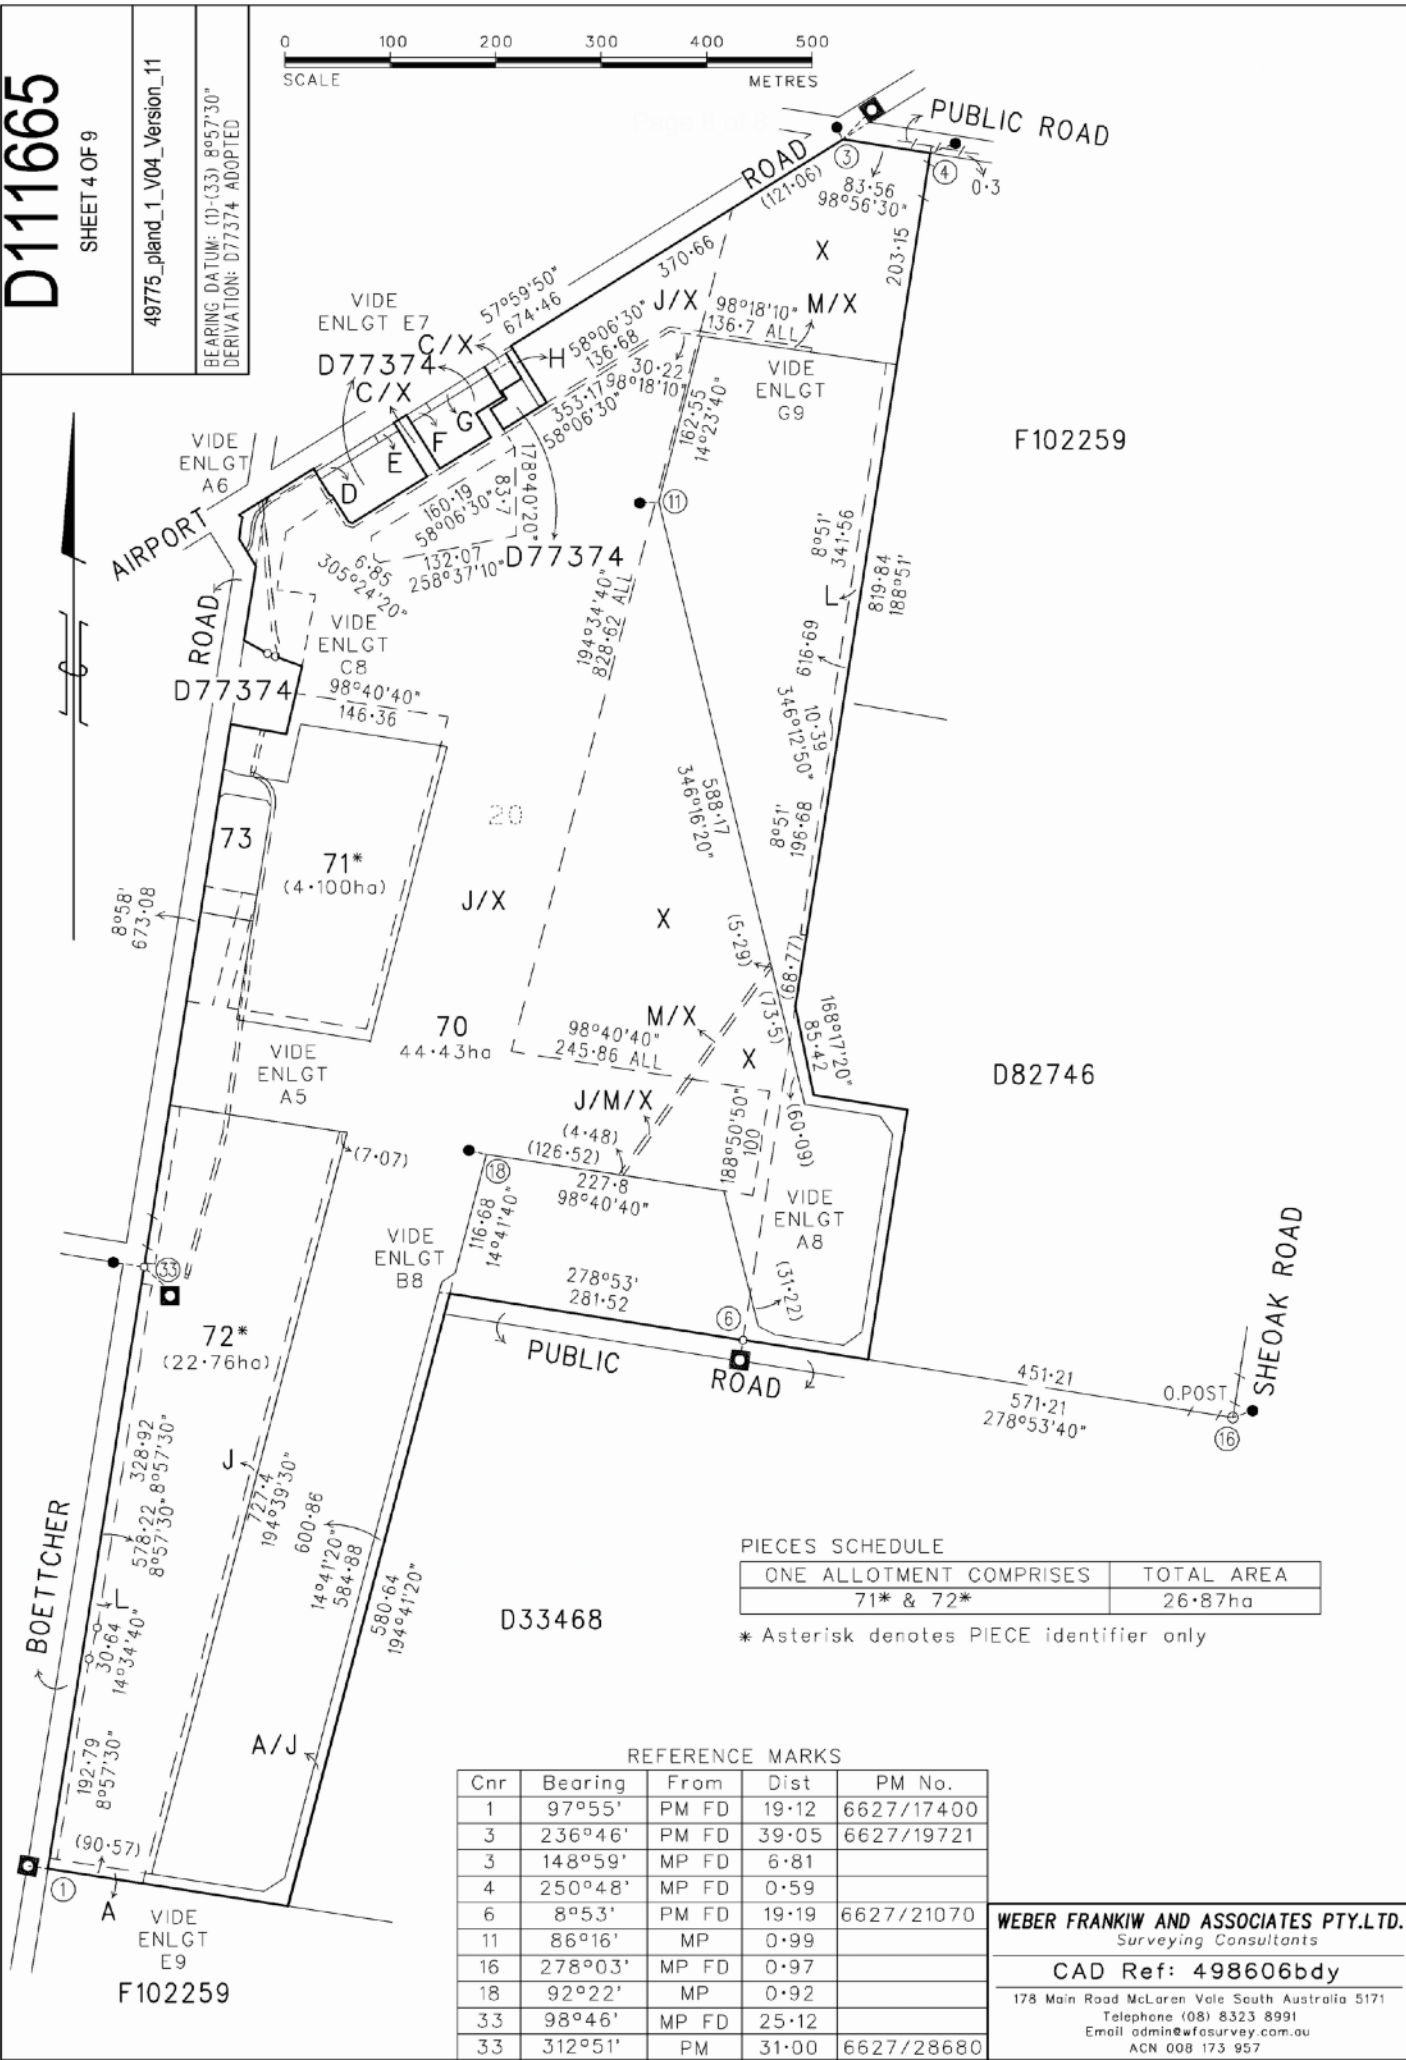 D111665
SHEET 4 OF 9
49775_pland_1_V04_Version_11
BEARING DATUM: (1)-(33) 8°57'30"
DERIVATION: D77374 ADOPTED
0 100 200 300 400 500
SCALE METRES
PUBLIC ROAD
ROAD
(121·06)
3
4
83·56
98°56'30"
0·3
203·15
X
370·66
57°59'50"
674·46
VIDE
ENLGT E7
C/X
D77374
C/X
H
58°06'30"
136·68
J/X
98°18'10"
136·7 ALL
M/X
30·22
98°18'10"
353·17
58°06'30"
VIDE
ENLGT
G9
162·55
14°23'40"
G
F
E
D
VIDE
ENLGT
A6
F102259
AIRPORT
ROAD
160·19
58°06'30"
178°40'20"
83·7
132·07
258°37'10"
D77374
6·85
305°24'20"
11
8°51'
341·56
L
819·84
188°51'
VIDE
ENLGT
C8
194°34'40"
828·62 ALL
616·69
D77374
98°40'40"
146·36
10·39
346°12'50"
588·17
346°16'20"
8°51'
196·68
20
73
71*
(4·100ha)
J/X
X
8°58'
673·08
(5·29)
(68·77)
(73·5)
168°17'20"
85·42
M/X
70
44·43ha
98°40'40"
245·86 ALL
X
VIDE
ENLGT
A5
D82746
J/M/X
188°50'50"
100
(60·09)
(4·48)
(126·52)
(7·07)
18
227·8
98°40'40"
116·68
14°41'40"
VIDE
ENLGT
A8
VIDE
ENLGT
B8
(31·22)
278°53'
281·52
33
6
72*
(22·76ha)
PUBLIC
ROAD
SHEOAK ROAD
451·21
571·21
278°53'40"
O.POST
16
328·92
8°57'30"
578·22
8°57'30"
J
727·4
194°39'30"
600·86
14°41'20"
584·88
580·64
194°41'20"
BOETTCHER
L
30·64
14°34'40"
D33468
PIECES SCHEDULE
ONE ALLOTMENT COMPRISES TOTAL AREA
71* & 72* 26·87ha
* Asterisk denotes PIECE identifier only
A/J
192·79
8°57'30"
(90·57)
1
A
VIDE
ENLGT
E9
F102259
REFERENCE MARKS
Cnr Bearing From Dist PM No.
1 97°55' PM FD 19·12 6627/17400
3 236°46' PM FD 39·05 6627/19721
3 148°59' MP FD 6·81
4 250°48' MP FD 0·59
6 8°53' PM FD 19·19 6627/21070
11 86°16' MP 0·99
16 278°03' MP FD 0·97
18 92°22' MP 0·92
33 98°46' MP FD 25·12
33 312°51' PM 31·00 6627/28680
WEBER FRANKIW AND ASSOCIATES PTY.LTD.
Surveying Consultants
CAD Ref: 498606bdy
178 Main Road McLaren Vale South Australia 5171
Telephone (08) 8323 8991
Email admin@wfasurvey.com.au
ACN 008 173 957